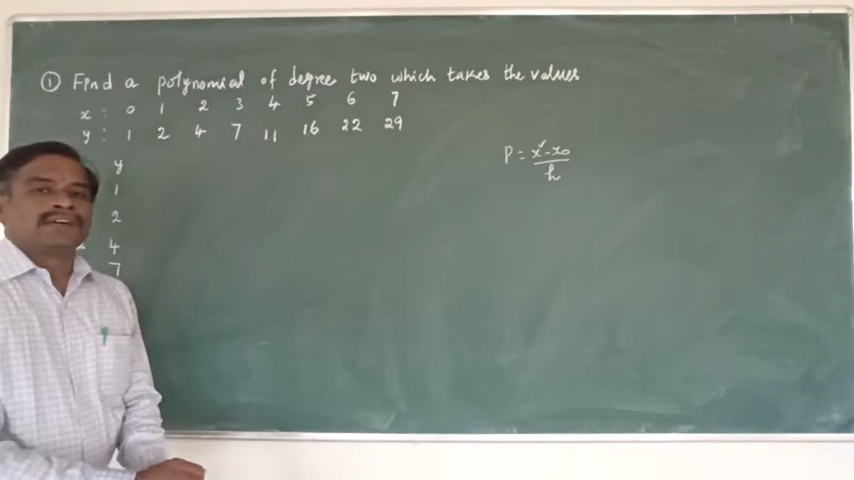 ① Find a polynomial of degree two which takes the values
x : 0 1 2 3 4 5 6 7
y : 1 2 4 7 11 16 22 29
P = x - x₀ / h
y
1
2
4
7